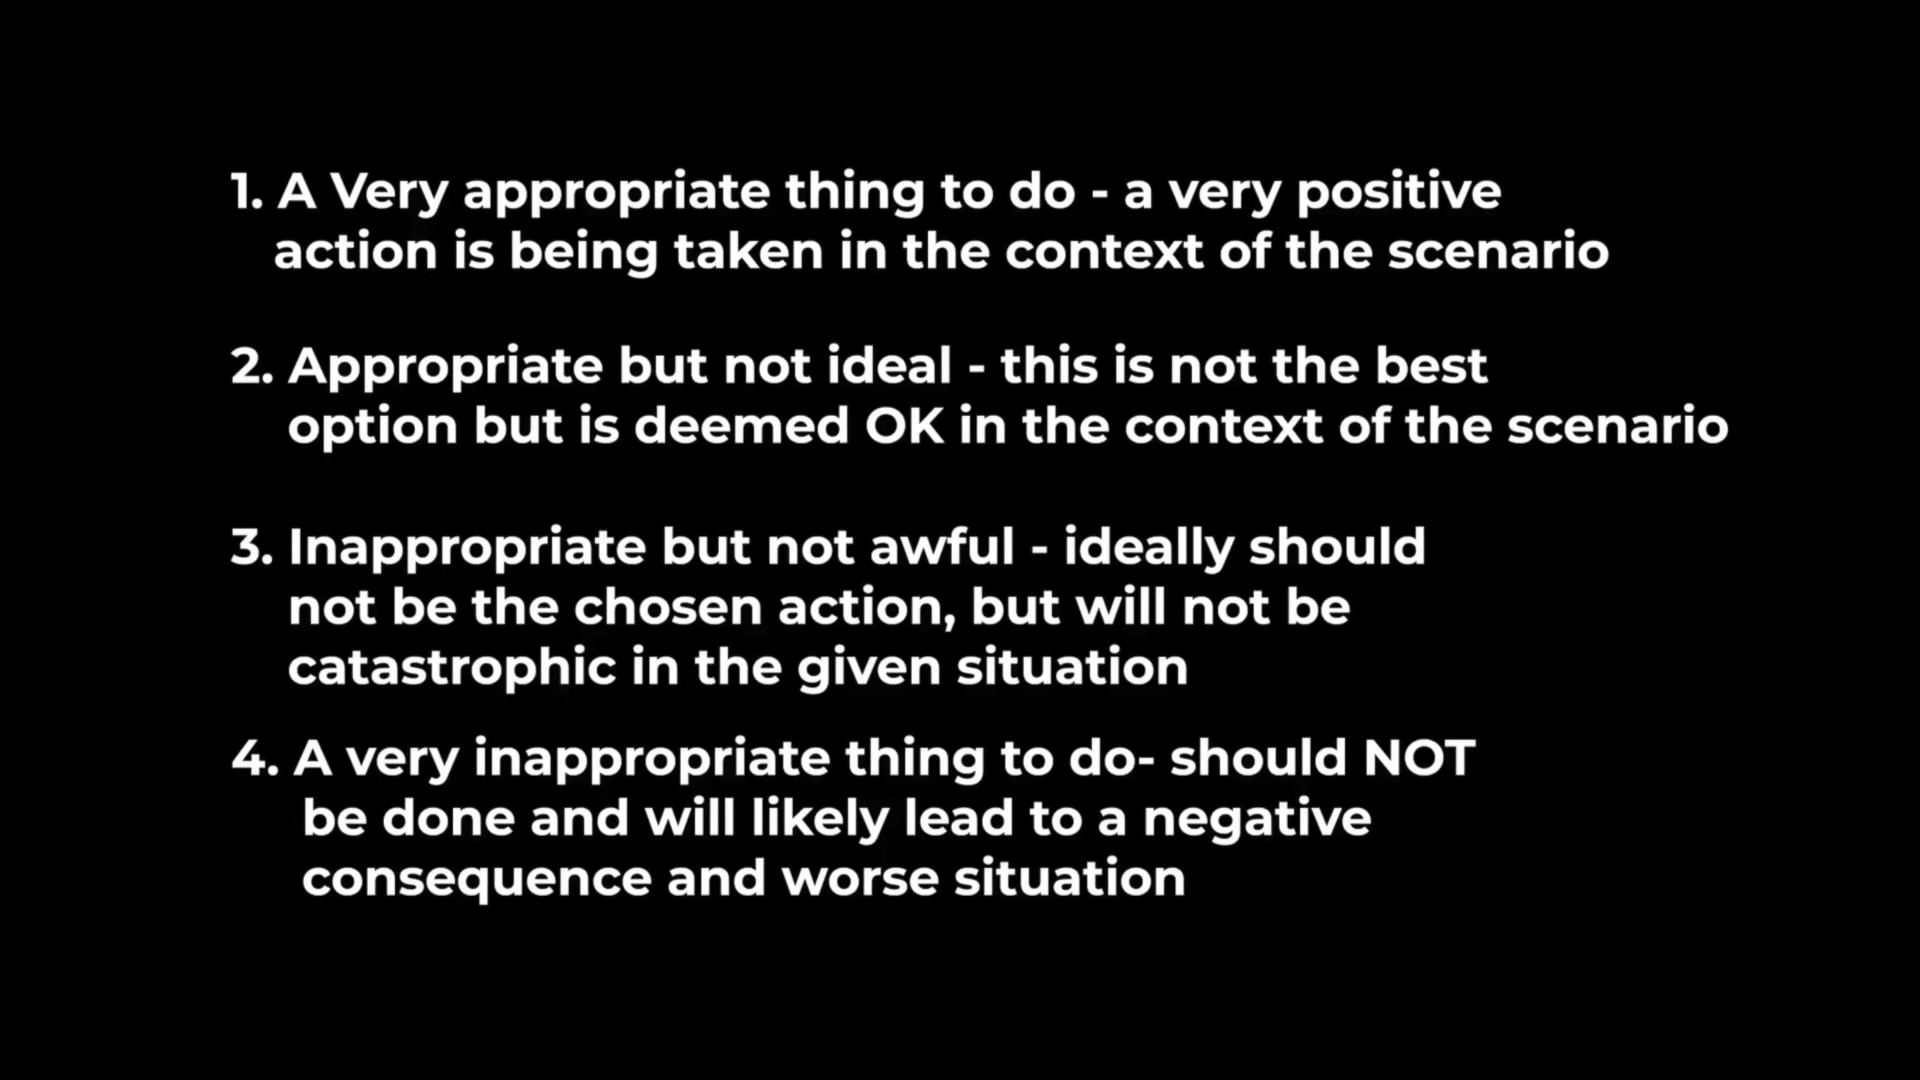 1. A Very appropriate thing to do - a very positive
action is being taken in the context of the scenario
2. Appropriate but not ideal - this is not the best
option but is deemed OK in the context of the scenario
3. Inappropriate but not awful - ideally should
not be the chosen action, but will not be
catastrophic in the given situation
4. A very inappropriate thing to do- should NOT
be done and will likely lead to a negative
consequence and worse situation